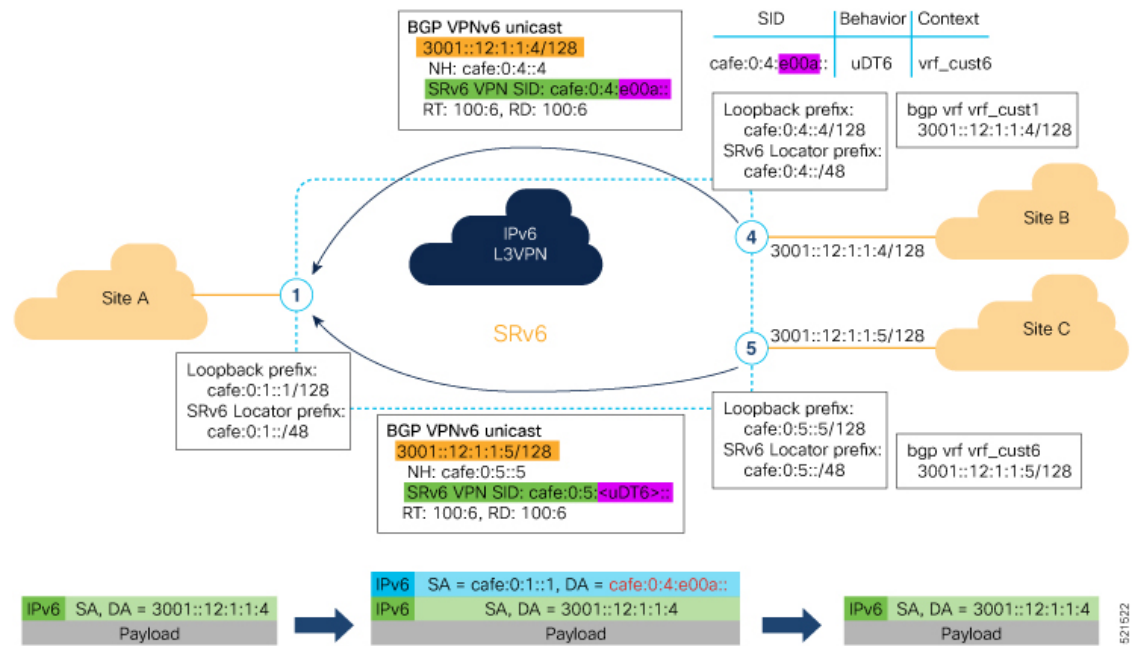 BGP VPNv6 unicast
3001::12:1:1:4/128
NH: cafe:0:4::4
SRv6 VPN SID: cafe:0:4:e00a::
RT: 100:6, RD: 100:6
SID Behavior Context
cafe:0:4:e00a:: uDT6 vrf_cust6
Loopback prefix:
cafe:0:4::4/128
SRv6 Locator prefix:
cafe:0:4::/48
bgp vrf vrf_cust1
3001::12:1:1:4/128
IPv6
L3VPN
Site A
1
4
3001::12:1:1:4/128
Site B
SRv6
5
3001::12:1:1:5/128
Site C
Loopback prefix:
cafe:0:1::1/128
SRv6 Locator prefix:
cafe:0:1::/48
BGP VPNv6 unicast
3001::12:1:1:5/128
NH: cafe:0:5::5
SRv6 VPN SID: cafe:0:5:<uDT6>::
RT: 100:6, RD: 100:6
Loopback prefix:
cafe:0:5::5/128
SRv6 Locator prefix:
cafe:0:5::/48
bgp vrf vrf_cust6
3001::12:1:1:5/128
IPv6 SA, DA = 3001::12:1:1:4
Payload
IPv6 SA = cafe:0:1::1, DA = cafe:0:4:e00a::
IPv6 SA, DA = 3001::12:1:1:4
Payload
IPv6 SA, DA = 3001::12:1:1:4
Payload
521522